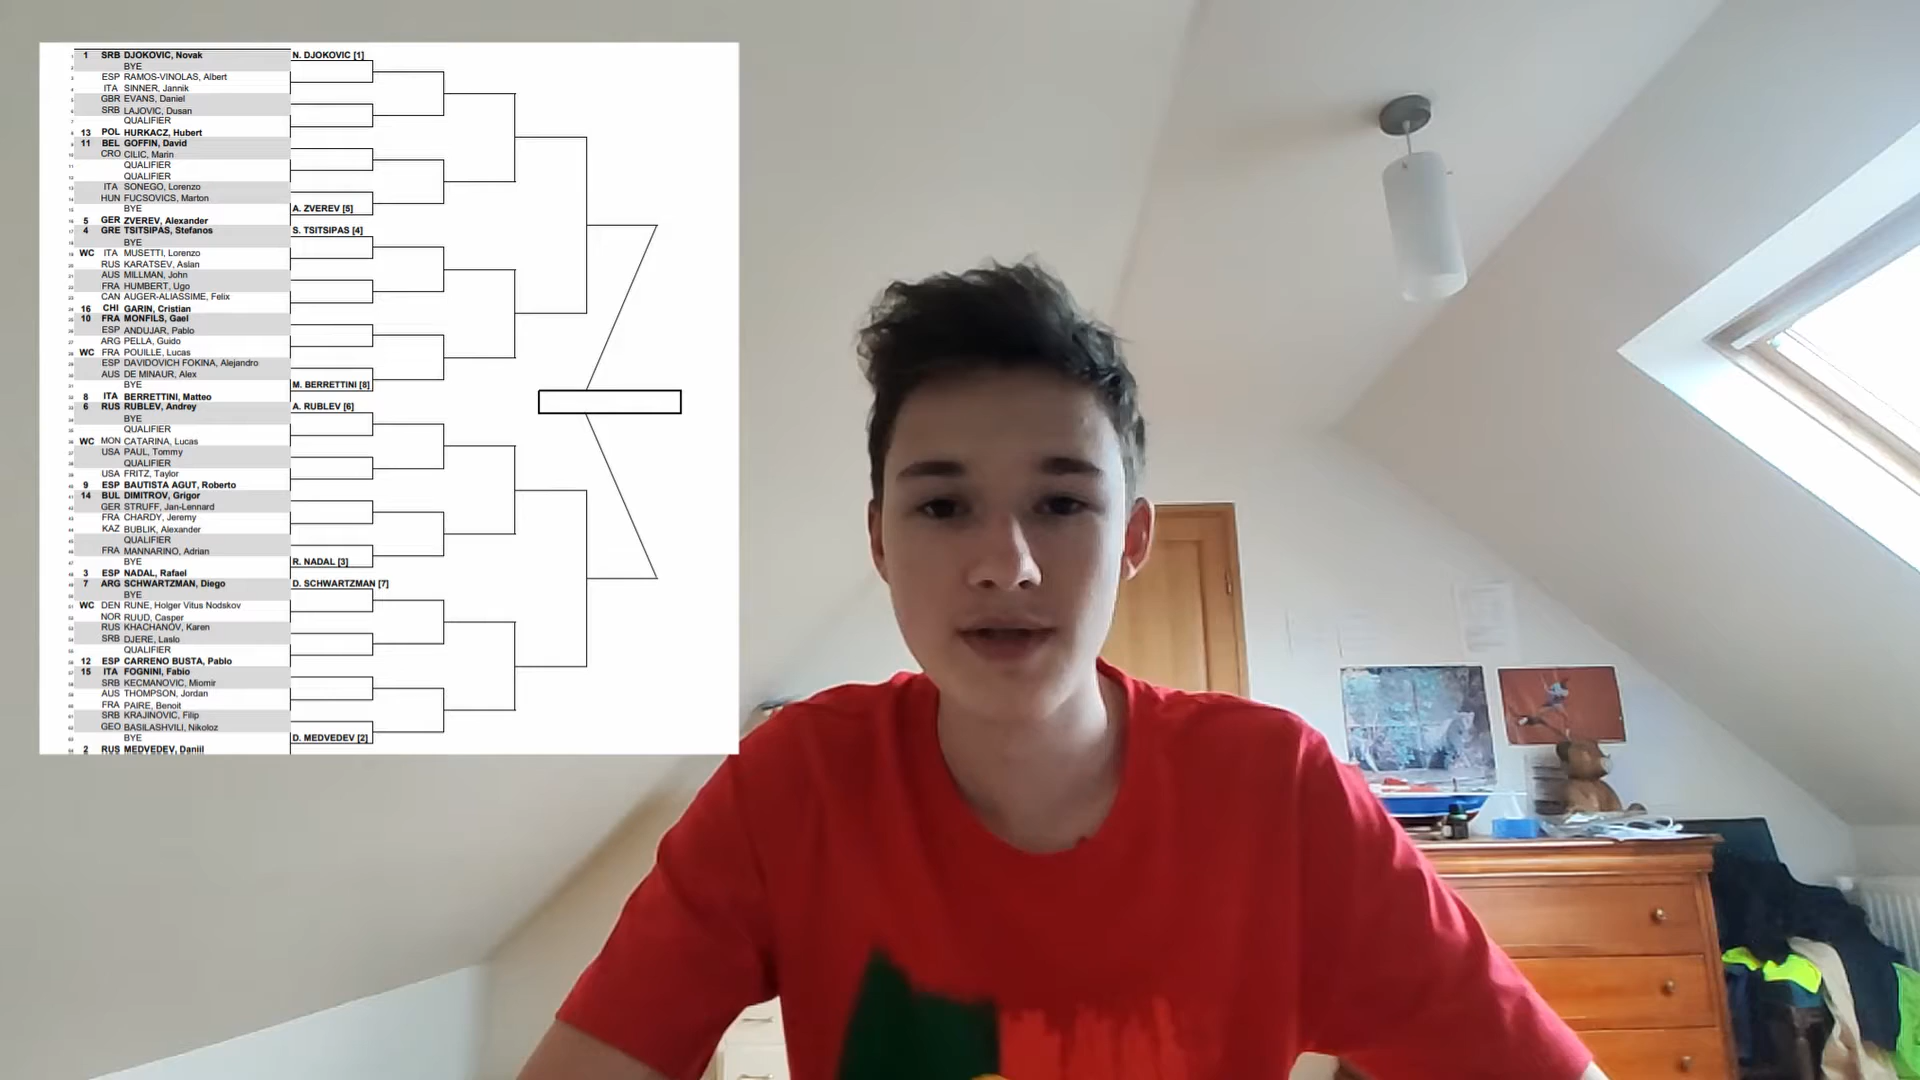 1 SRB DJOKOVIC, Novak N. DJOKOVIC [1]
BYE
ESP RAMOS-VINOLAS, Albert
ITA SINNER, Jannik
GBR EVANS, Daniel
SRB LAJOVIC, Dusan
QUALIFIER
13 POL HURKACZ, Hubert
11 BEL GOFFIN, David
CRO CILIC, Marin
QUALIFIER
QUALIFIER
ITA SONEGO, Lorenzo
HUN FUCSOVICS, Marton
BYE A. ZVEREV [5]
5 GER ZVEREV, Alexander
4 GRE TSITSIPAS, Stefanos S. TSITSIPAS [4]
BYE
WC ITA MUSETTI, Lorenzo
RUS KARATSEV, Aslan
AUS MILLMAN, John
FRA HUMBERT, Ugo
CAN AUGER-ALIASSIME, Felix
16 CHI GARIN, Cristian
10 FRA MONFILS, Gael
ESP ANDUJAR, Pablo
ARG PELLA, Guido
WC FRA POUILLE, Lucas
ESP DAVIDOVICH FOKINA, Alejandro
AUS DE MINAUR, Alex
BYE M. BERRETTINI [8]
8 ITA BERRETTINI, Matteo
6 RUS RUBLEV, Andrey A. RUBLEV [6]
BYE
QUALIFIER
WC MON CATARINA, Lucas
USA PAUL, Tommy
QUALIFIER
USA FRITZ, Taylor
9 ESP BAUTISTA AGUT, Roberto
14 BUL DIMITROV, Grigor
GER STRUFF, Jan-Lennard
FRA CHARDY, Jeremy
KAZ BUBLIK, Alexander
QUALIFIER
FRA MANNARINO, Adrian
BYE R. NADAL [3]
3 ESP NADAL, Rafael
7 ARG SCHWARTZMAN, Diego D. SCHWARTZMAN [7]
BYE
WC DEN RUNE, Holger Vitus Nodskov
NOR RUUD, Casper
RUS KHACHANOV, Karen
SRB DJERE, Laslo
QUALIFIER
12 ESP CARRENO BUSTA, Pablo
15 ITA FOGNINI, Fabio
SRB KECMANOVIC, Miomir
AUS THOMPSON, Jordan
FRA PAIRE, Benoit
SRB KRAJINOVIC, Filip
GEO BASILASHVILI, Nikoloz
BYE D. MEDVEDEV [2]
2 RUS MEDVEDEV, Daniil